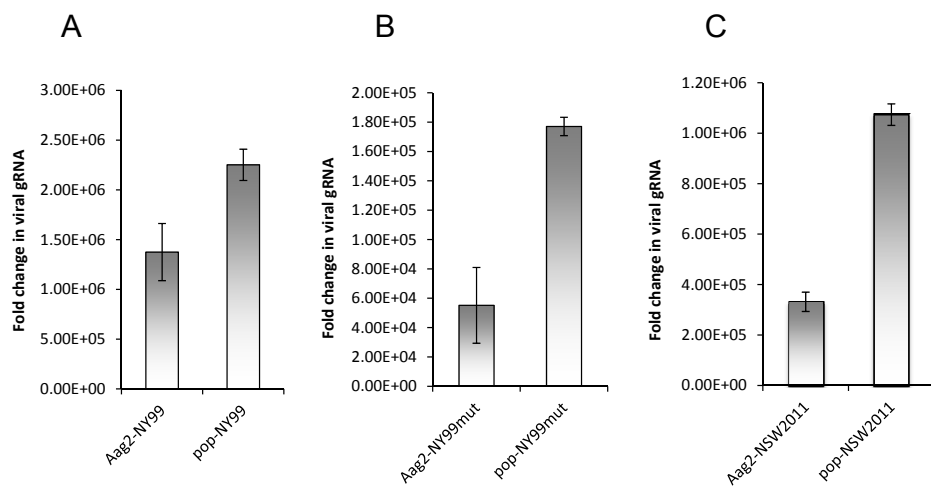 A
Fold change in viral gRNA
3.00E+06
2.50E+06
2.00E+06
1.50E+06
1.00E+06
5.00E+05
0.00E+00
Aag2-NY99
pop-NY99
B
Fold change in viral gRNA
2.00E+05
1.80E+05
1.60E+05
1.40E+05
1.20E+05
1.00E+05
8.00E+04
6.00E+04
4.00E+04
2.00E+04
0.00E+00
Aag2-NY99mut
pop-NY99mut
C
Fold change in viral gRNA
1.20E+06
1.00E+06
8.00E+05
6.00E+05
4.00E+05
2.00E+05
0.00E+00
Aag2-NSW2011
pop-NSW2011